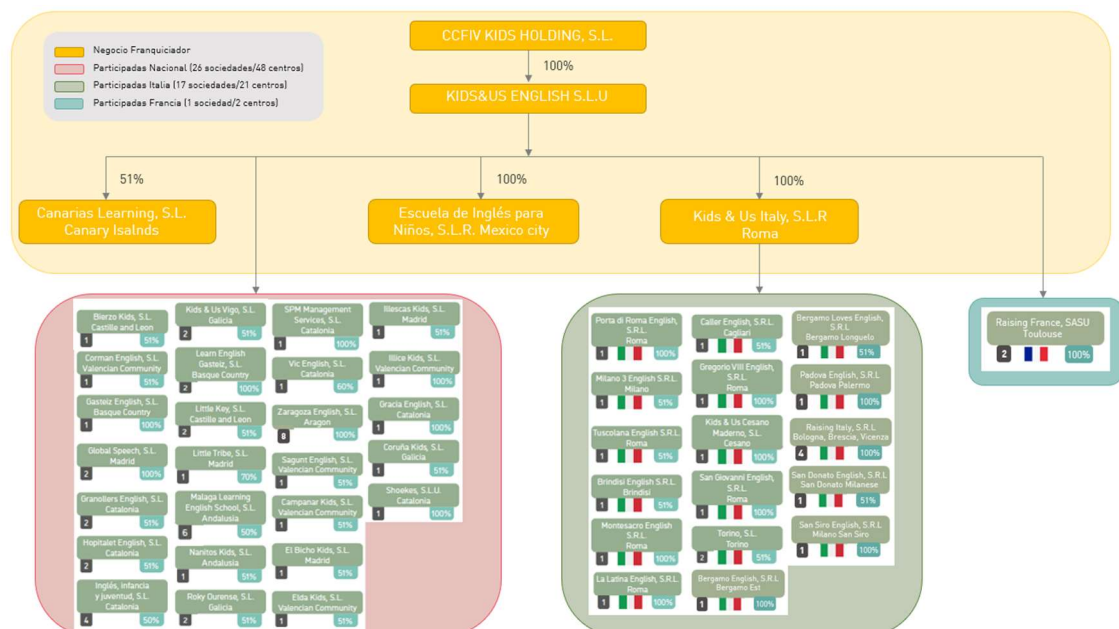 CCFIV KIDS HOLDING, S.L.
Negocio Franquiciador
Participadas Nacional (26 sociedades/48 centros)
Participadas Italia (17 sociedades/21 centros)
Participadas Francia (1 sociedad/2 centros)
100%
KIDS&US ENGLISH S.L.U
51%
100%
100%
Canarias Learning, S.L.
Canary Isalnds
Escuela de Inglés para
Niños, S.L.R. Mexico city
Kids & Us Italy, S.L.R
Roma
Bierzo Kids, S.L.
Castille and Leon
1 51%
Corman English, S.L.
Valencian Community
1 51%
Gasteiz English, S.L.
Basque Country
1 100%
Global Speech, S.L.
Madrid
2 100%
Granollers English, S.L.
Catalonia
2 51%
Hopitalet English, S.L.
Catalonia
2 51%
Inglés, Infancia
y Juventud, S.L.
Catalonia
4 50%
Kids & Us Vigo, S.L.
Galicia
2 51%
Learn English
Gasteiz, S.L.
Basque Country
2 100%
Little Key, S.L.
Castille and Leon
2 51%
Little Tribe, S.L.
Madrid
1 70%
Malaga Learning
English School, S.L.
Andalusia
6 50%
Nanitos Kids, S.L.
Andalusia
1 51%
Roky Ourense, S.L.
Galicia
2 51%
SPM Management
Services, S.L.
Catalonia
1 100%
Vic English, S.L.
Catalonia
1 60%
Zaragoza English, S.L.
Aragon
8 100%
Sagunt English, S.L.
Valencian Community
1 51%
Campanar Kids, S.L.
Valencian Community
1 51%
El Bicho Kids, S.L.
Madrid
1 51%
Elda Kids, S.L.
Valencian Community
1 51%
Illescas Kids, S.L.
Madrid
1 51%
Illice Kids, S.L.
Valencian Community
1 100%
Gracia English, S.L.
Catalonia
1 100%
Coruña Kids, S.L.
Galicia
1 51%
Shoekes, S.L.U.
Catalonia
1 100%
Porta di Roma English,
S.R.L.
Roma
1 100%
Milano 3 English S.R.L.
Milano
1 51%
Tuscolana English S.R.L.
Roma
1 51%
Brindisi English S.R.L
Brindisi
1 51%
Montesacro English
S.R.L.
Roma
1 100%
La Latina English, S.R.L.
Roma
1 100%
Caller English, S.R.L.
Cagliari
1 51%
Gregorio VIII English,
S.R.L.
Roma
1 100%
Kids & Us Cesano
Maderno, S.L.
Cesano
1 100%
San Giovanni English,
S.R.L.
Roma
1 100%
Torino, S.L.
Torino
2 51%
Bergamo English, S.R.L
Bergamo Est
1 100%
Bergamo Loves English,
S.R.L
Bergamo Longuelo
1 51%
Padova English, S.R.L
Padova Palermo
1 100%
Raising Italy, S.R.L
Bologna, Brescie, Vicenza
4 100%
San Donato English, S.R.L
San Donato Milanese
1 51%
San Siro English, S.R.L
Milano San Siro
1 100%
Raising France, SASU
Toulouse
2 100%